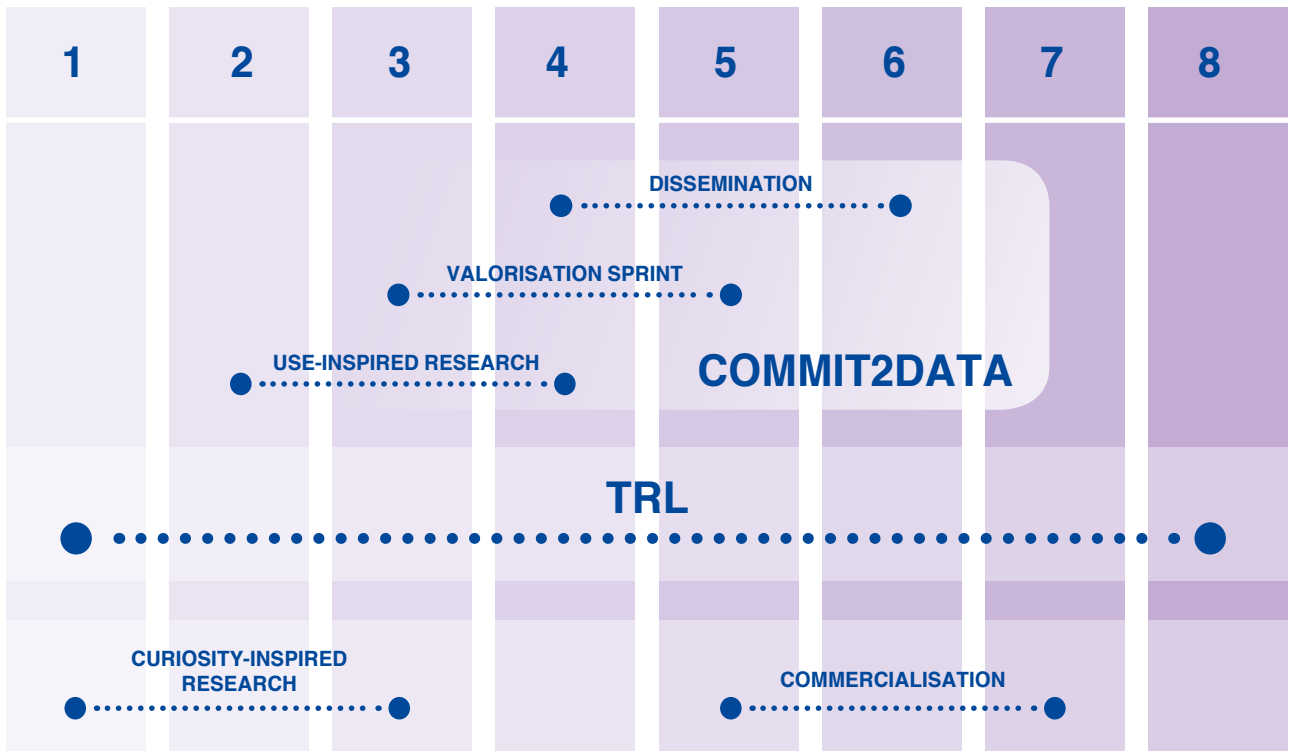 1 2 3 4 5 6 7 8
DISSEMINATION
VALORISATION SPRINT
USE-INSPIRED RESEARCH
COMMIT2DATA
TRL
CURIOSITY-INSPIRED
RESEARCH
COMMERCIALISATION